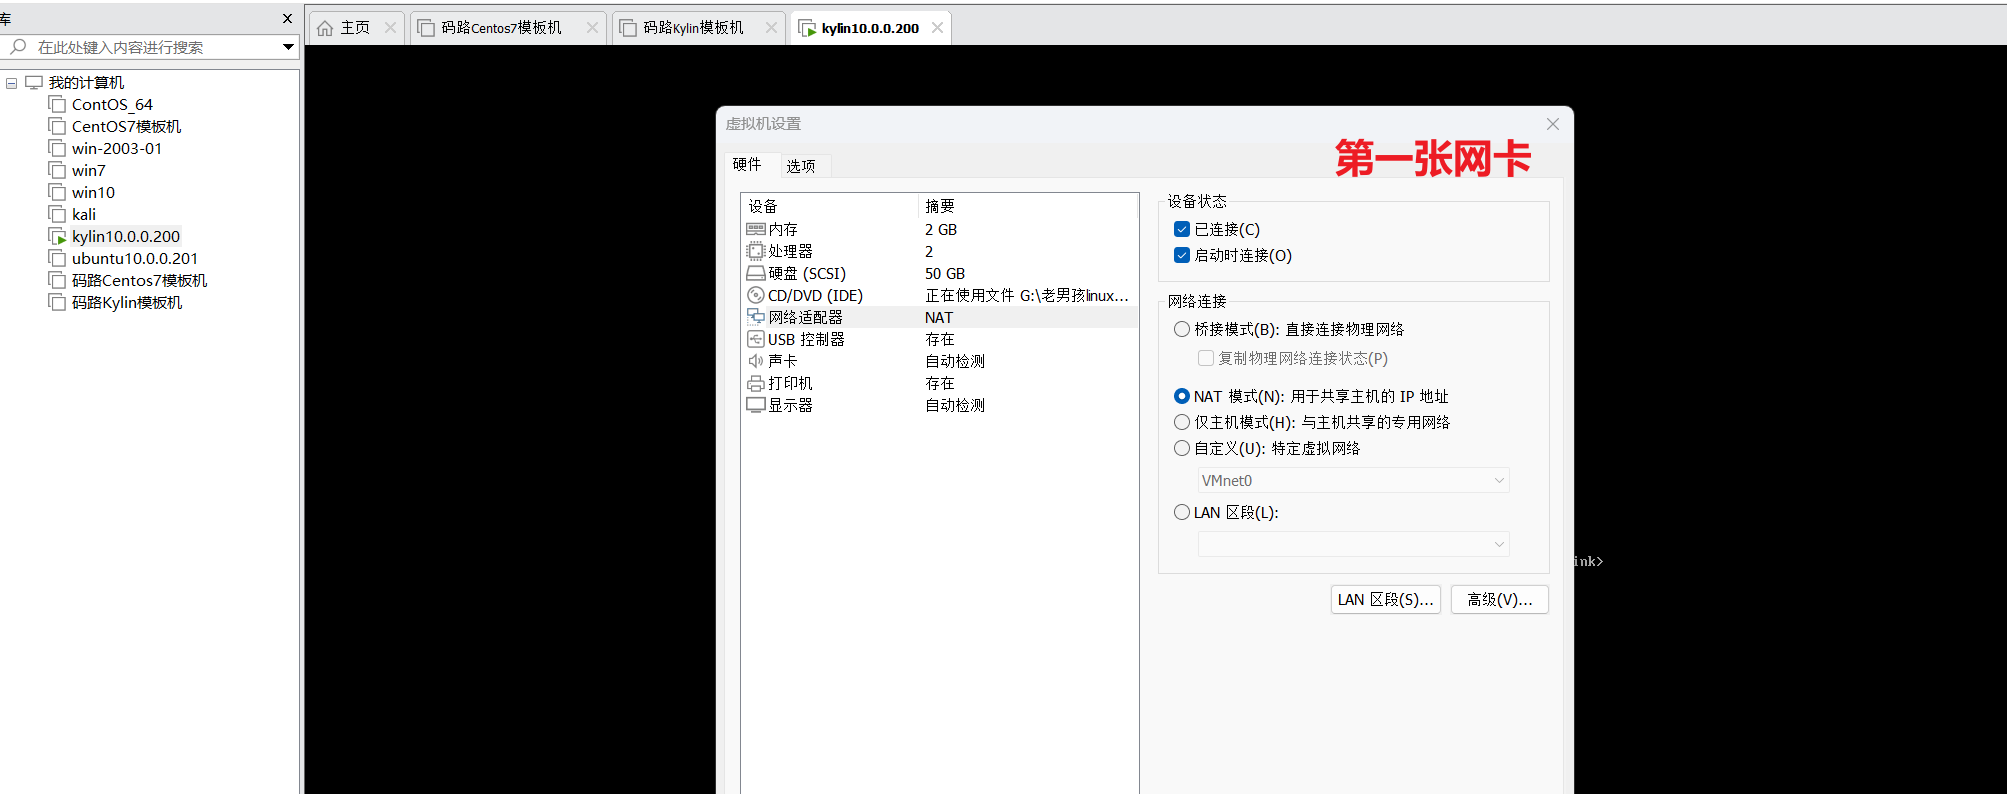 库
在此处键入内容进行搜索
我的计算机
ContOS_64
CentOS7模板机
win-2003-01
win7
win10
kali
kylin10.0.0.200
ubuntu10.0.0.201
码路Centos7模板机
码路Kylin模板机
主页
码路Centos7模板机
码路Kylin模板机
kylin10.0.0.200
虚拟机设置
第一张网卡
硬件 选项
设备 摘要
内存 2 GB
处理器 2
硬盘 (SCSI) 50 GB
CD/DVD (IDE) 正在使用文件 G:\老男孩linux...
网络适配器 NAT
USB 控制器 存在
声卡 自动检测
打印机 存在
显示器 自动检测
设备状态
已连接(C)
启动时连接(O)
网络连接
桥接模式(B): 直接连接物理网络
复制物理网络连接状态(P)
NAT 模式(N): 用于共享主机的 IP 地址
仅主机模式(H): 与主机共享的专用网络
自定义(U): 特定虚拟网络
VMnet0
LAN 区段(L):
LAN 区段(S)...
高级(V)...
ink>